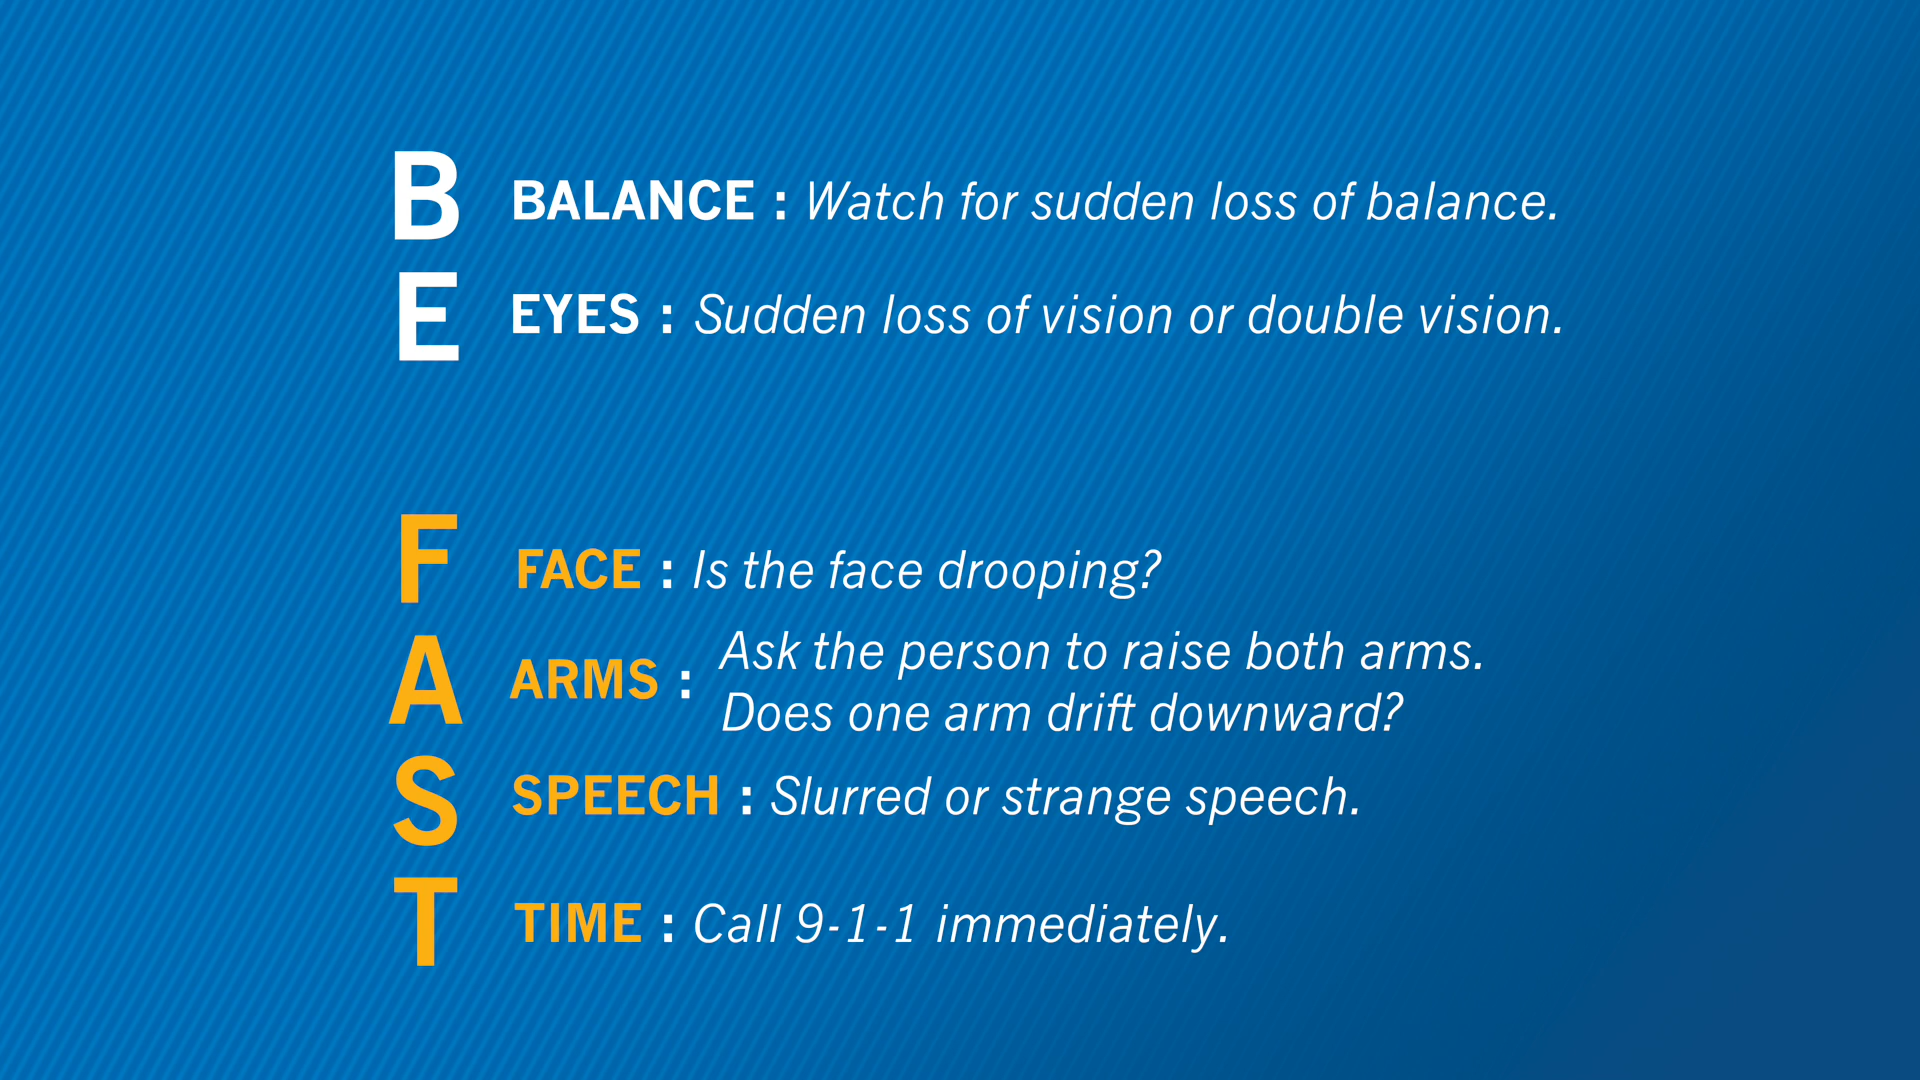 B BALANCE : Watch for sudden loss of balance.
E EYES : Sudden loss of vision or double vision.
F FACE : Is the face drooping?
A ARMS : Ask the person to raise both arms.
Does one arm drift downward?
S SPEECH : Slurred or strange speech.
T TIME : Call 9-1-1 immediately.